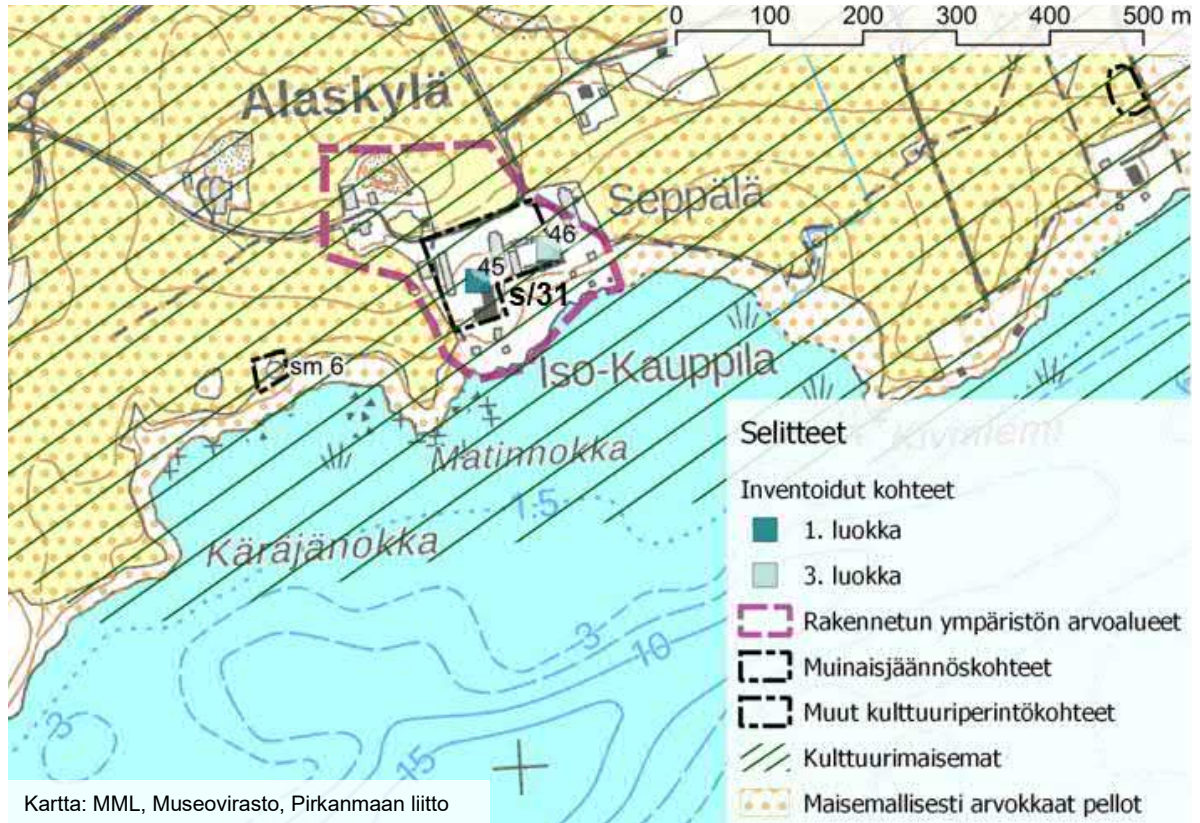 0 100 200 300 400 500 m
Alaskylä
Seppälä
46
45
s/31
Iso-Kauppila
sm 6
Matinnokka
1.5
Käräjänokka
3
10
3
15
Selitteet
Inventoidut kohteet
1. luokka
3. luokka
Rakennetun ympäristön arvoalueet
Muinaisjäännöskohteet
Muut kulttuuriperintökohteet
Kulttuurimaisemat
Maisemallisesti arvokkaat pellot
Kartta: MML, Museovirasto, Pirkanmaan liitto